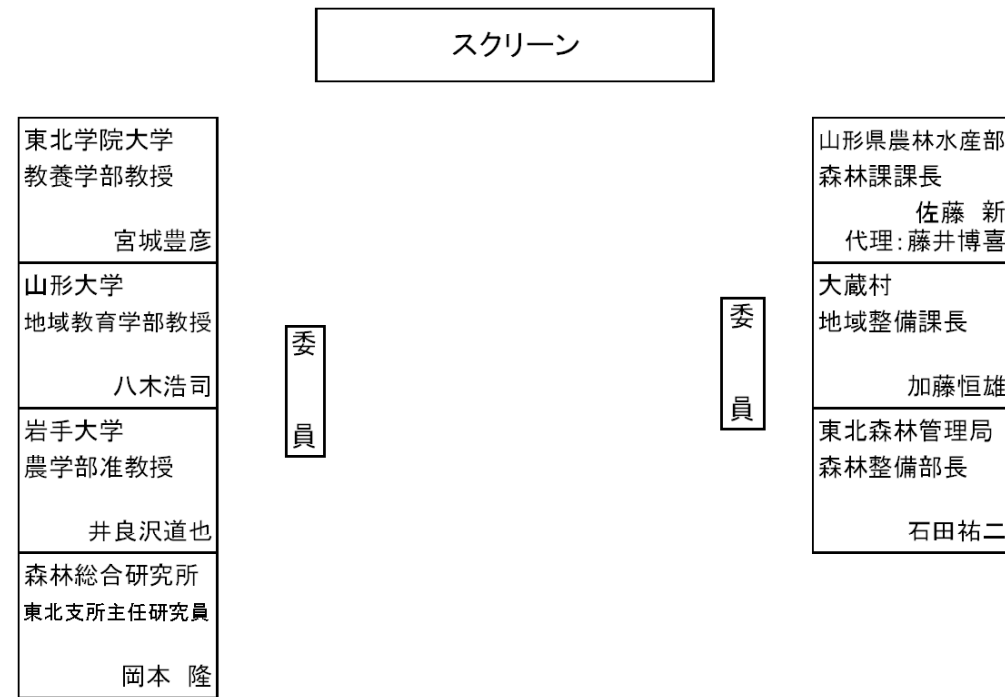 スクリーン
東北学院大学
教養学部教授
宮城豊彦
山形大学
地域教育学部教授
八木浩司
岩手大学
農学部准教授
井良沢道也
森林総合研究所
東北支所主任研究員
岡本 隆
委員
委員
山形県農林水産部
森林課課長
佐藤 新
代理:藤井博喜
大蔵村
地域整備課長
加藤恒雄
東北森林管理局
森林整備部長
石田祐二